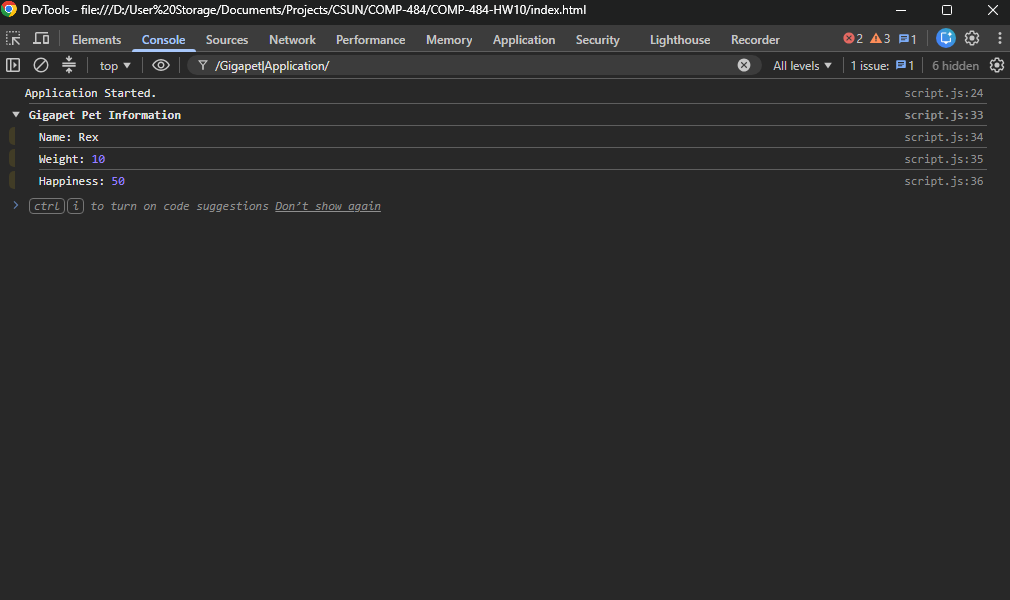 DevTools - file:///D:/User%20Storage/Documents/Projects/CSUN/COMP-484/COMP-484-HW10/index.html
Elements Console Sources Network Performance Memory Application Security Lighthouse Recorder 2 3 1
top ▼ /Gigapet|Application/ All levels ▼ 1 issue: 1 6 hidden
Application Started. script.js:24
▼ Gigapet Pet Information script.js:33
Name: Rex script.js:34
Weight: 10 script.js:35
Happiness: 50 script.js:36
> ctrl i to turn on code suggestions Don't show again